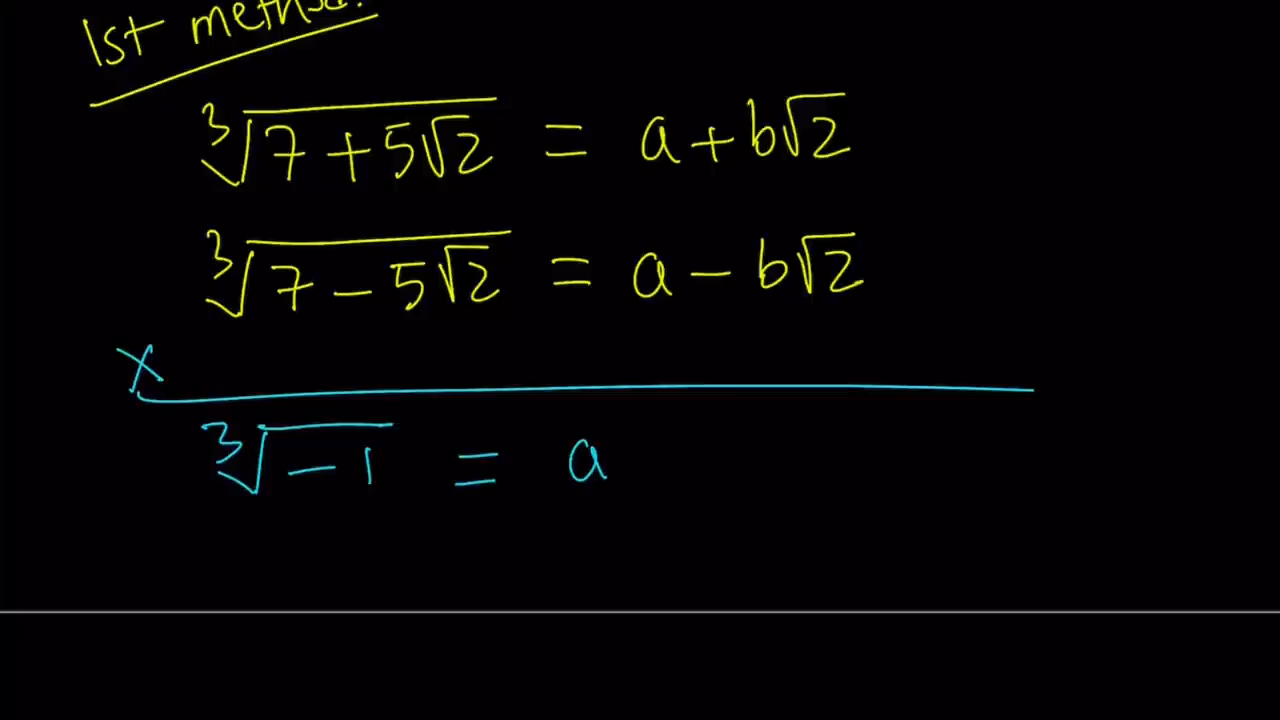 1st method:
∛(7 + 5√2) = a + b√2
∛(7 − 5√2) = a − b√2
×
∛(−1) = a